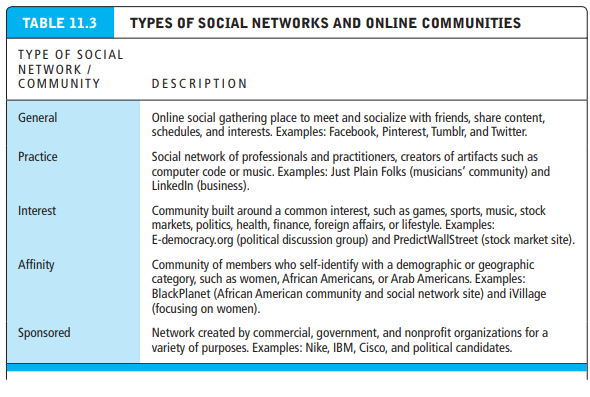 TABLE 11.3 TYPES OF SOCIAL NETWORKS AND ONLINE COMMUNITIES
TYPE OF SOCIAL
NETWORK /
COMMUNITY DESCRIPTION
General Online social gathering place to meet and socialize with friends, share content,
schedules, and interests. Examples: Facebook, Pinterest, Tumblr, and Twitter.
Practice Social network of professionals and practitioners, creators of artifacts such as
computer code or music. Examples: Just Plain Folks (musicians’ community) and
LinkedIn (business).
Interest Community built around a common interest, such as games, sports, music, stock
markets, politics, health, finance, foreign affairs, or lifestyle. Examples:
E-democracy.org (political discussion group) and PredictWallStreet (stock market site).
Affinity Community of members who self-identify with a demographic or geographic
category, such as women, African Americans, or Arab Americans. Examples:
BlackPlanet (African American community and social network site) and iVillage
(focusing on women).
Sponsored Network created by commercial, government, and nonprofit organizations for a
variety of purposes. Examples: Nike, IBM, Cisco, and political candidates.